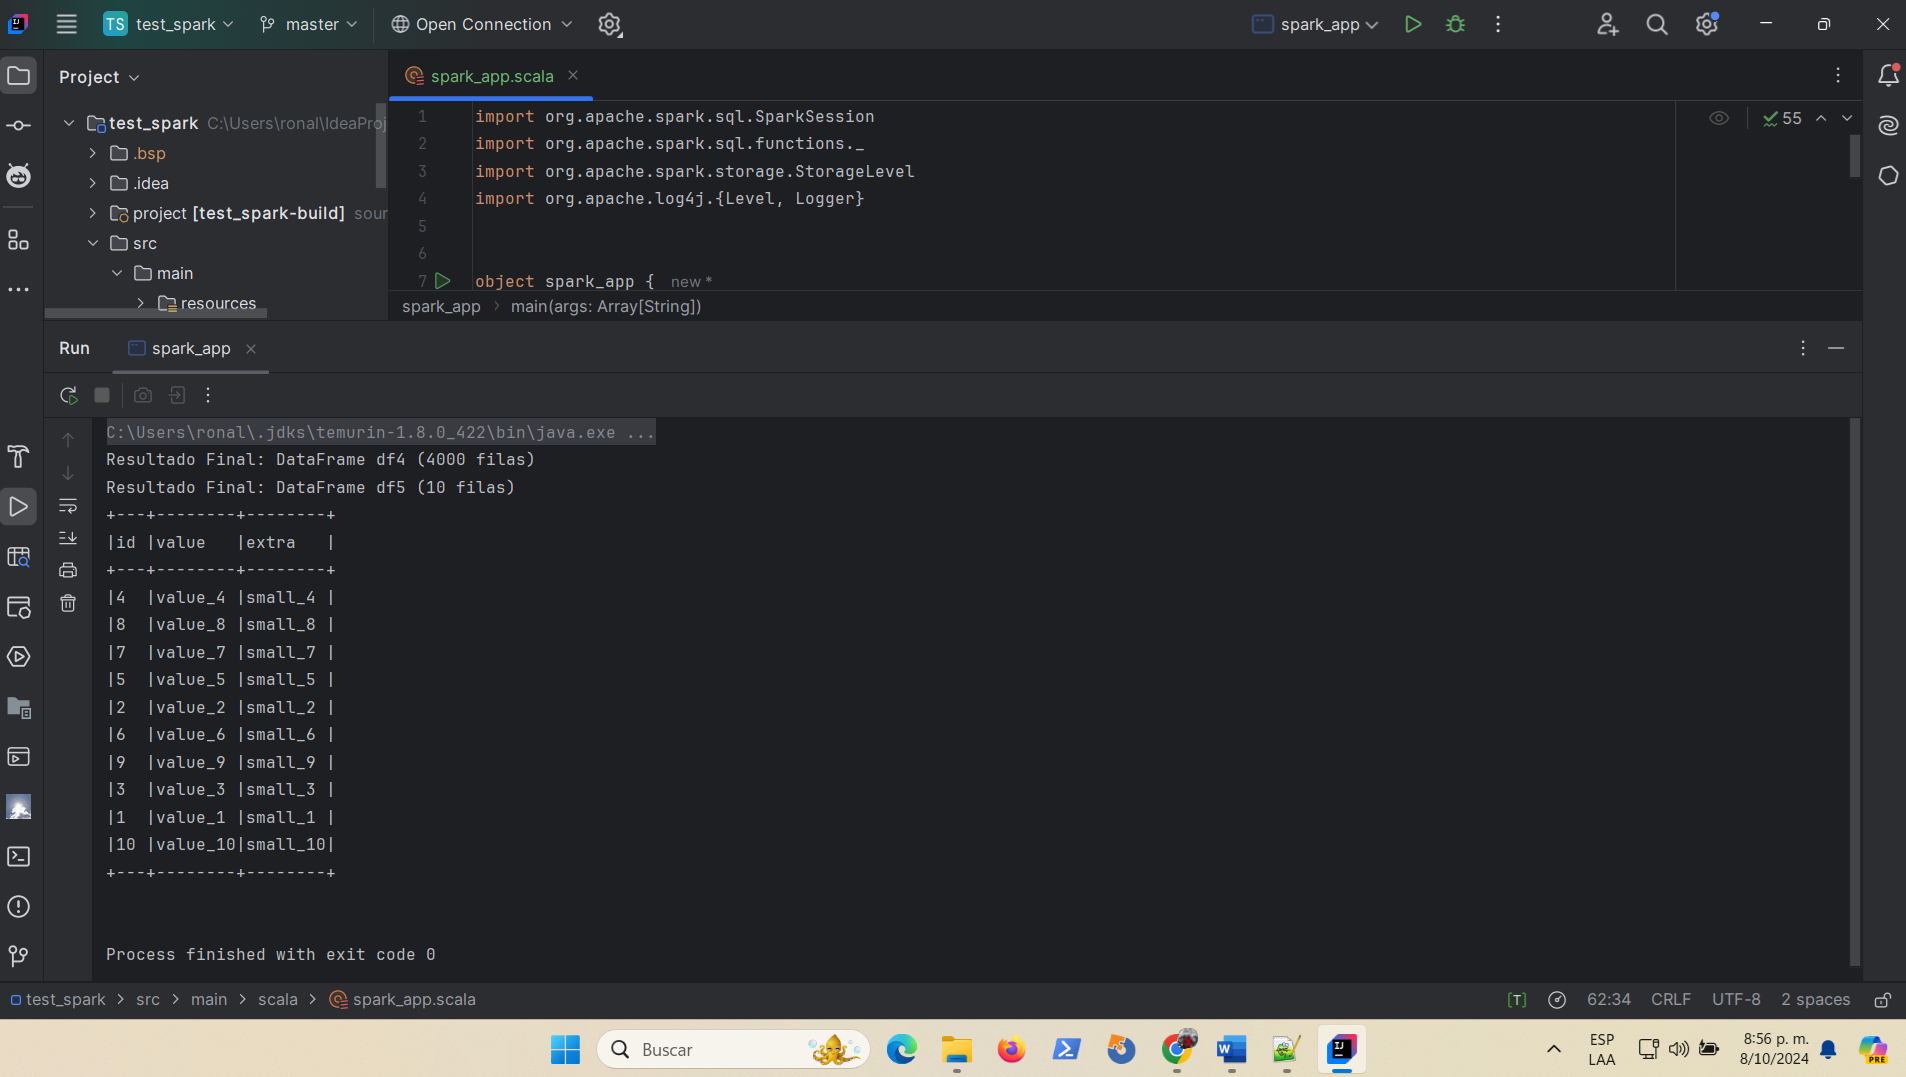 TS test_spark master Open Connection spark_app
Project
spark_app.scala
test_spark C:\Users\ronal\IdeaProj
.bsp
.idea
project [test_spark-build] sour
src
main
resources
1 import org.apache.spark.sql.SparkSession
2 import org.apache.spark.sql.functions._
3 import org.apache.spark.storage.StorageLevel
4 import org.apache.log4j.{Level, Logger}
5
6
7 object spark_app { new *
55
spark_app main(args: Array[String])
Run spark_app
C:\Users\ronal\.jdks\temurin-1.8.0_422\bin\java.exe ...
Resultado Final: DataFrame df4 (4000 filas)
Resultado Final: DataFrame df5 (10 filas)
+---+--------+--------+
|id |value   |extra   |
+---+--------+--------+
|4  |value_4 |small_4 |
|8  |value_8 |small_8 |
|7  |value_7 |small_7 |
|5  |value_5 |small_5 |
|2  |value_2 |small_2 |
|6  |value_6 |small_6 |
|9  |value_9 |small_9 |
|3  |value_3 |small_3 |
|1  |value_1 |small_1 |
|10 |value_10|small_10|
+---+--------+--------+
Process finished with exit code 0
test_spark > src > main > scala > spark_app.scala
[T] 62:34 CRLF UTF-8 2 spaces
Buscar
ESP
LAA
8:56 p. m.
8/10/2024
PRE